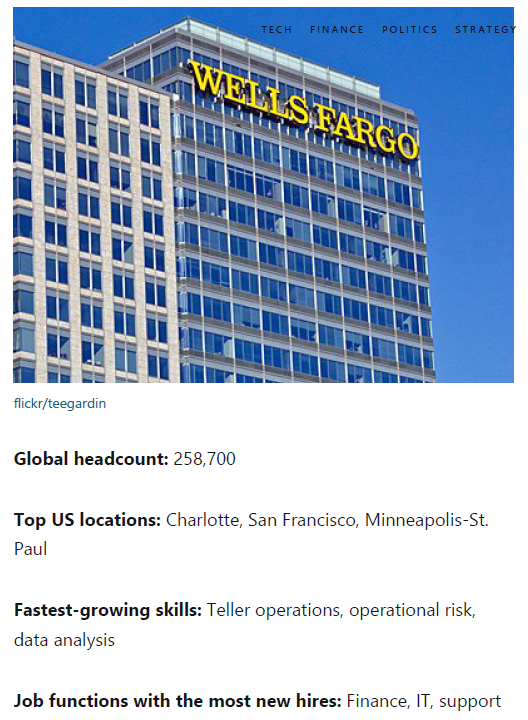 TECH FINANCE POLITICS STRATEGY
WELLS FARGO
flickr/teegardin
Global headcount: 258,700
Top US locations: Charlotte, San Francisco, Minneapolis-St.
Paul
Fastest-growing skills: Teller operations, operational risk,
data analysis
Job functions with the most new hires: Finance, IT, support